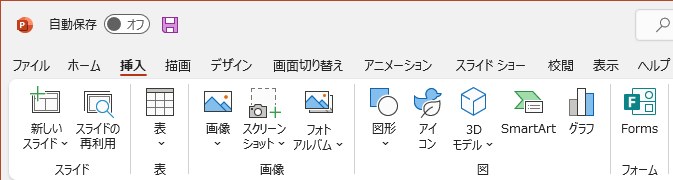 自動保存 オフ
ファイル ホーム 挿入 描画 デザイン 画面切り替え アニメーション スライド ショー 校閲 表示 ヘルプ
新しい スライドの 表 画像 スクリーン フォト 図形 アイ 3D SmartArt グラフ Forms
スライド 再利用 ショット アルバム コン モデル
スライド 表 画像 図 フォーム